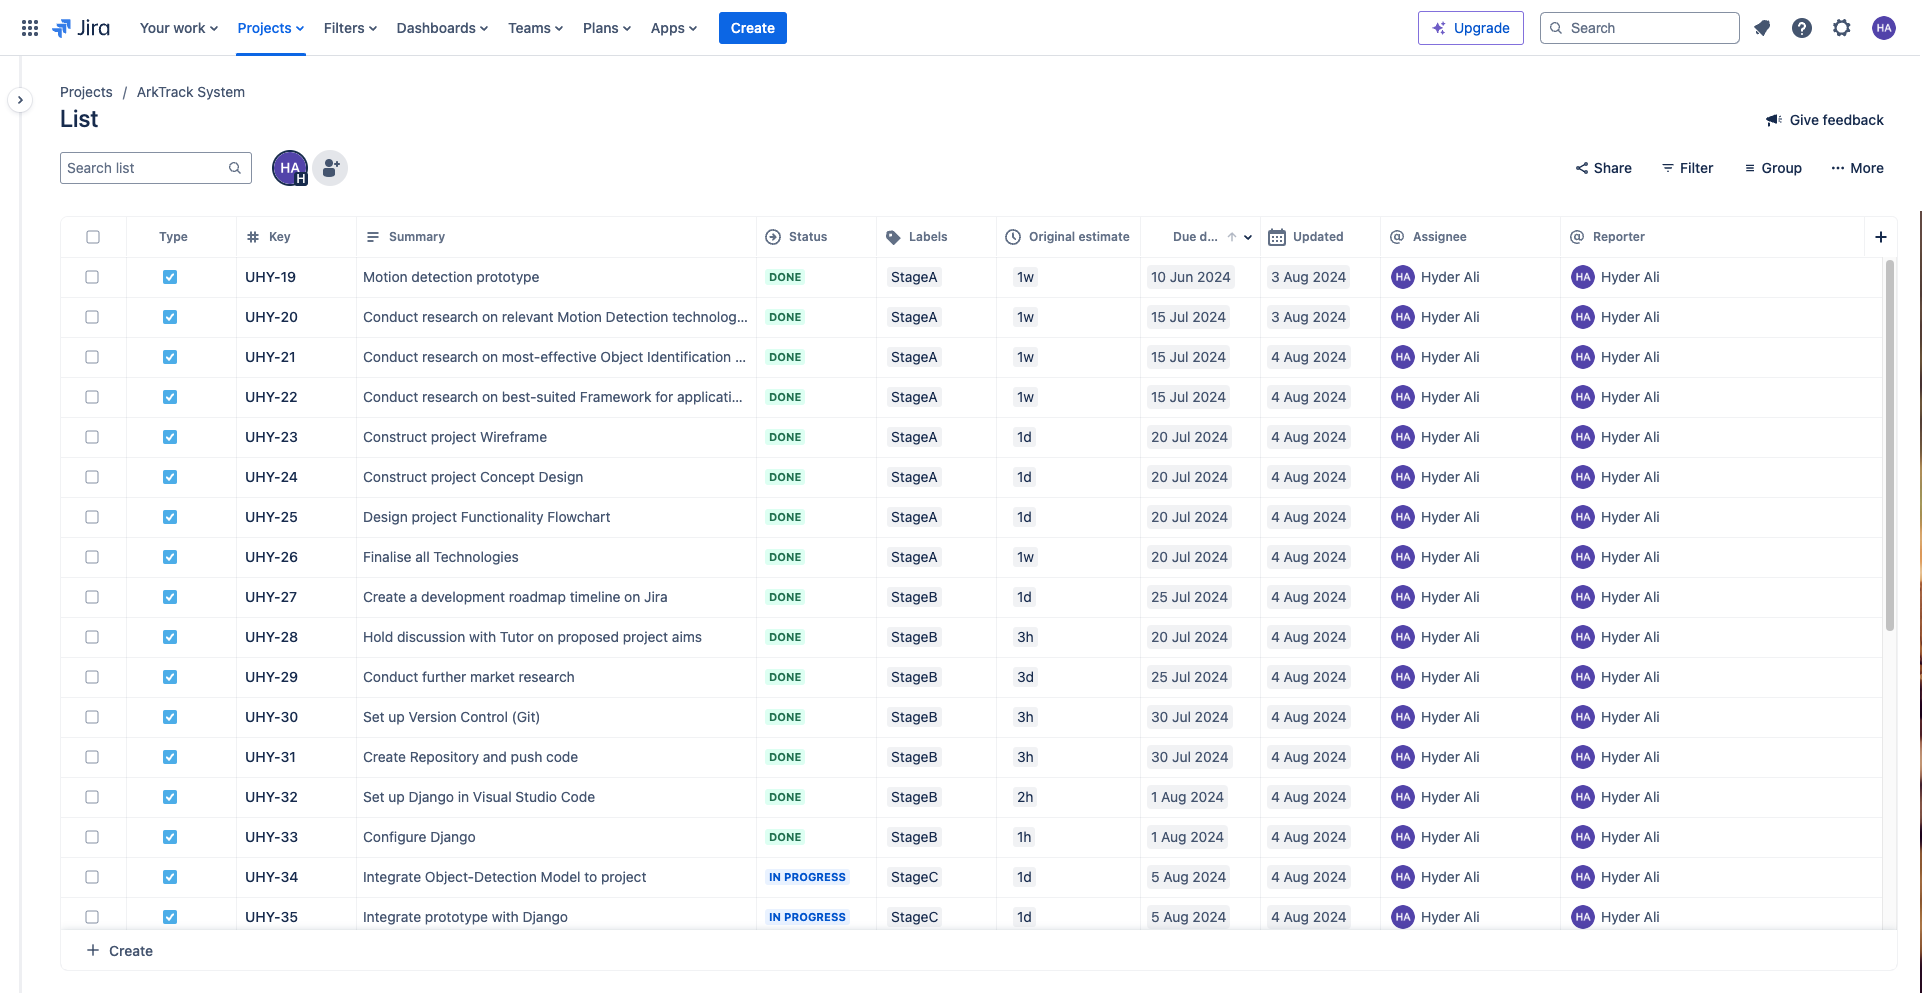 Jira Your work Projects Filters Dashboards Teams Plans Apps Create Upgrade Search HA
Projects / ArkTrack System
List
Give feedback
Search list HA H Share Filter Group More
Type Key Summary Status Labels Original estimate Due d... Updated Assignee Reporter
UHY-19 Motion detection prototype DONE StageA 1w 10 Jun 2024 3 Aug 2024 HA Hyder Ali HA Hyder Ali
UHY-20 Conduct research on relevant Motion Detection technolog... DONE StageA 1w 15 Jul 2024 3 Aug 2024 HA Hyder Ali HA Hyder Ali
UHY-21 Conduct research on most-effective Object Identification ... DONE StageA 1w 15 Jul 2024 4 Aug 2024 HA Hyder Ali HA Hyder Ali
UHY-22 Conduct research on best-suited Framework for applicati... DONE StageA 1w 15 Jul 2024 4 Aug 2024 HA Hyder Ali HA Hyder Ali
UHY-23 Construct project Wireframe DONE StageA 1d 20 Jul 2024 4 Aug 2024 HA Hyder Ali HA Hyder Ali
UHY-24 Construct project Concept Design DONE StageA 1d 20 Jul 2024 4 Aug 2024 HA Hyder Ali HA Hyder Ali
UHY-25 Design project Functionality Flowchart DONE StageA 1d 20 Jul 2024 4 Aug 2024 HA Hyder Ali HA Hyder Ali
UHY-26 Finalise all Technologies DONE StageA 1w 20 Jul 2024 4 Aug 2024 HA Hyder Ali HA Hyder Ali
UHY-27 Create a development roadmap timeline on Jira DONE StageB 1d 25 Jul 2024 4 Aug 2024 HA Hyder Ali HA Hyder Ali
UHY-28 Hold discussion with Tutor on proposed project aims DONE StageB 3h 20 Jul 2024 4 Aug 2024 HA Hyder Ali HA Hyder Ali
UHY-29 Conduct further market research DONE StageB 3d 25 Jul 2024 4 Aug 2024 HA Hyder Ali HA Hyder Ali
UHY-30 Set up Version Control (Git) DONE StageB 3h 30 Jul 2024 4 Aug 2024 HA Hyder Ali HA Hyder Ali
UHY-31 Create Repository and push code DONE StageB 3h 30 Jul 2024 4 Aug 2024 HA Hyder Ali HA Hyder Ali
UHY-32 Set up Django in Visual Studio Code DONE StageB 2h 1 Aug 2024 4 Aug 2024 HA Hyder Ali HA Hyder Ali
UHY-33 Configure Django DONE StageB 1h 1 Aug 2024 4 Aug 2024 HA Hyder Ali HA Hyder Ali
UHY-34 Integrate Object-Detection Model to project IN PROGRESS StageC 1d 5 Aug 2024 4 Aug 2024 HA Hyder Ali HA Hyder Ali
UHY-35 Integrate prototype with Django IN PROGRESS StageC 1d 5 Aug 2024 4 Aug 2024 HA Hyder Ali HA Hyder Ali
+ Create